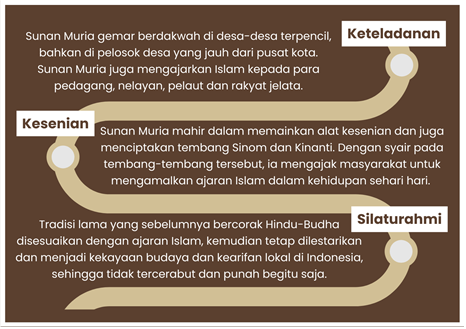 Keteladanan
Sunan Muria gemar berdakwah di desa-desa terpencil,
bahkan di pelosok desa yang jauh dari pusat kota.
Sunan Muria juga mengajarkan Islam kepada para
pedagang, nelayan, pelaut dan rakyat jelata.
Kesenian
Sunan Muria mahir dalam memainkan alat kesenian dan juga
menciptakan tembang Sinom dan Kinanti. Dengan syair pada
tembang-tembang tersebut, ia mengajak masyarakat untuk
mengamalkan ajaran Islam dalam kehidupan sehari hari.
Silaturahmi
Tradisi lama yang sebelumnya bercorak Hindu-Budha
disesuaikan dengan ajaran Islam, kemudian tetap dilestarikan
dan menjadi kekayaan budaya dan kearifan lokal di Indonesia,
sehingga tidak tercerabut dan punah begitu saja.